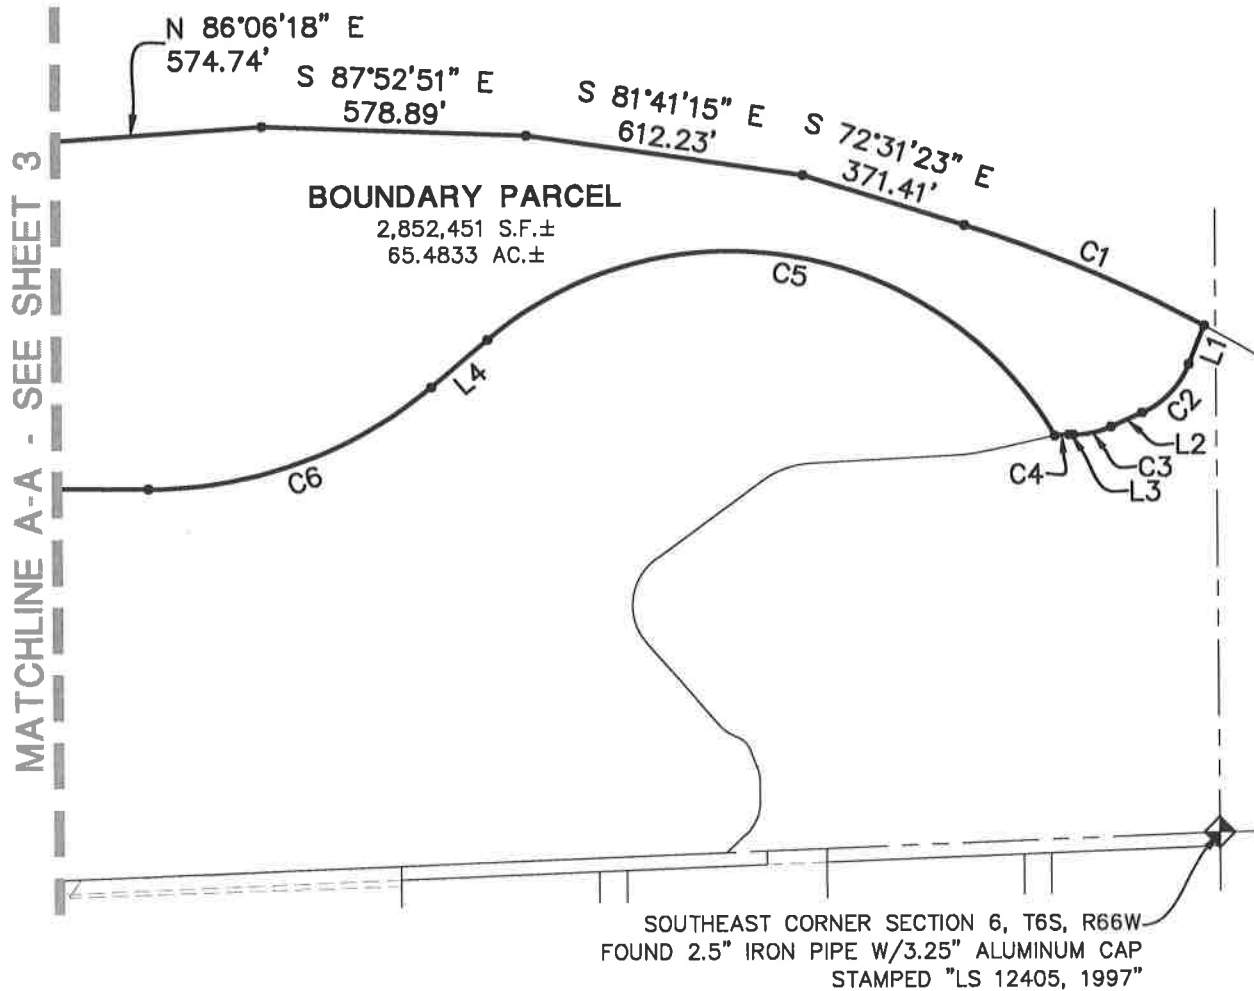 N 86°06'18" E
574.74'
S 87°52'51" E
578.89'
S 81°41'15" E
612.23'
S 72°31'23" E
371.41'
BOUNDARY PARCEL
2,852,451 S.F.±
65.4833 AC.±
C1
C5
L1
L4
C2
L2
C3
C4
L3
C6
MATCHLINE A-A - SEE SHEET 3
SOUTHEAST CORNER SECTION 6, T6S, R66W
FOUND 2.5" IRON PIPE W/3.25" ALUMINUM CAP
STAMPED "LS 12405, 1997"